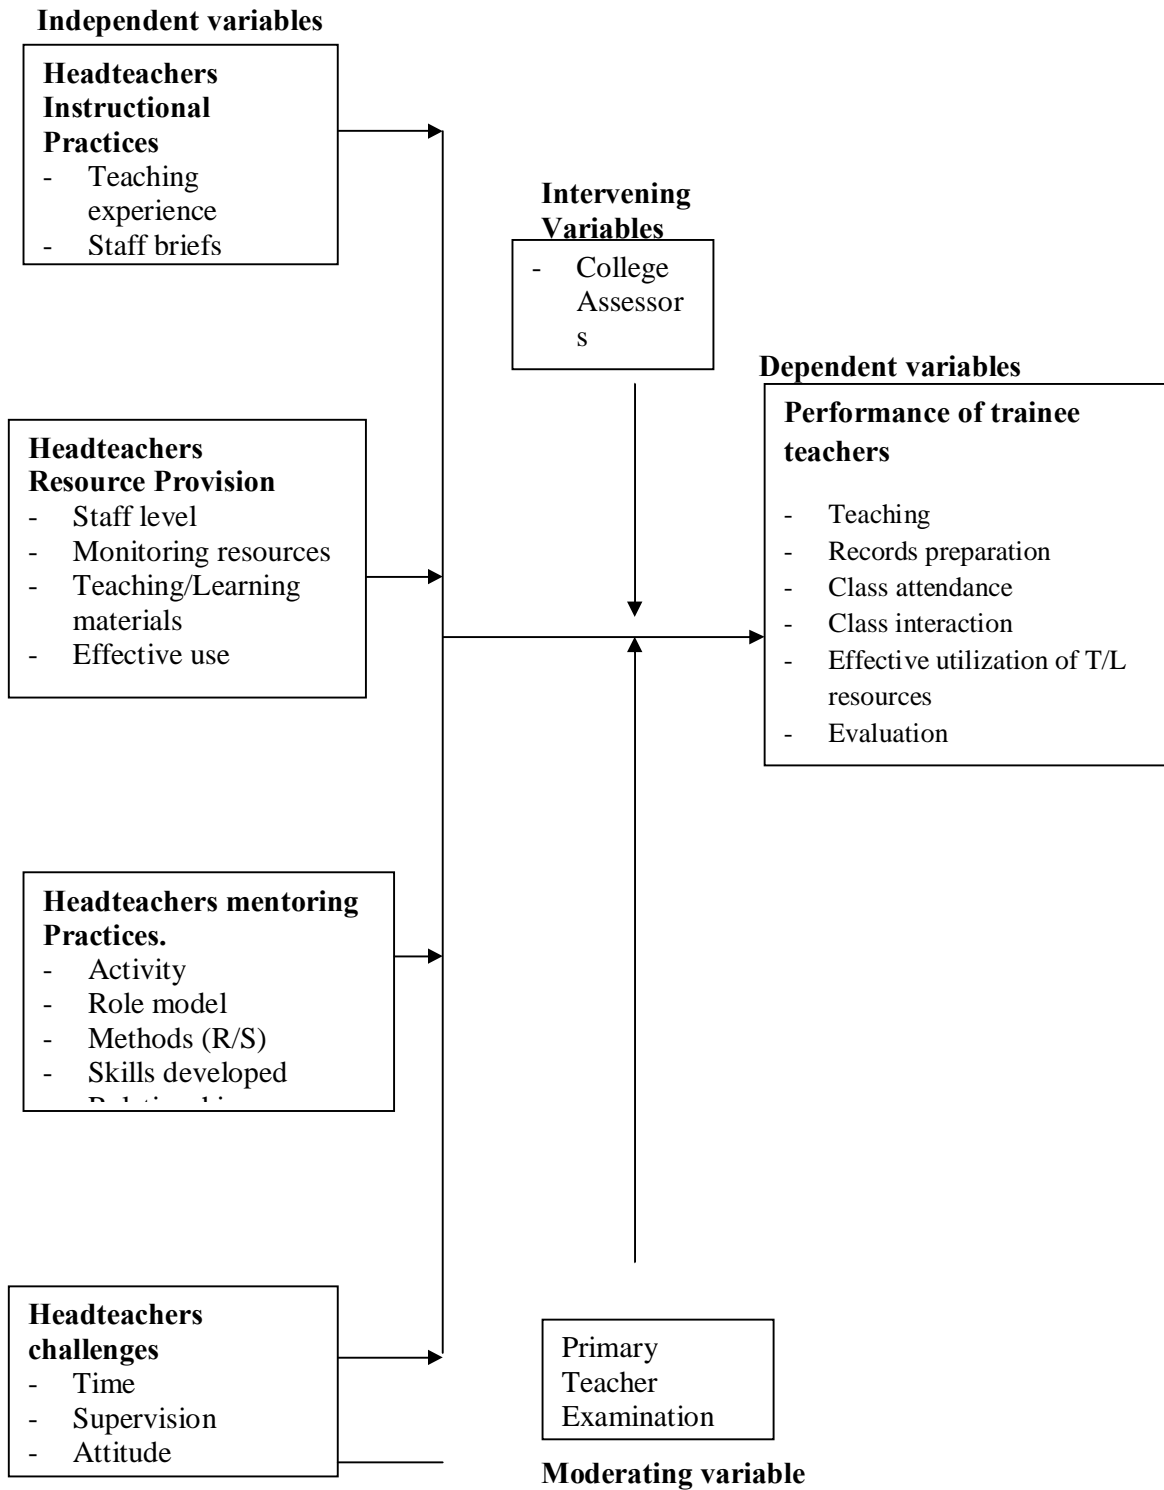 Independent variables
Headteachers
Instructional
Practices
- Teaching
experience
- Staff briefs
Intervening
Variables
- College
Assessor
s
Dependent variables
Performance of trainee
teachers
- Teaching
- Records preparation
- Class attendance
- Class interaction
- Effective utilization of T/L
resources
- Evaluation
Headteachers
Resource Provision
- Staff level
- Monitoring resources
- Teaching/Learning
materials
- Effective use
Headteachers mentoring
Practices.
- Activity
- Role model
- Methods (R/S)
- Skills developed
Headteachers
challenges
- Time
- Supervision
- Attitude
Primary
Teacher
Examination
Moderating variable